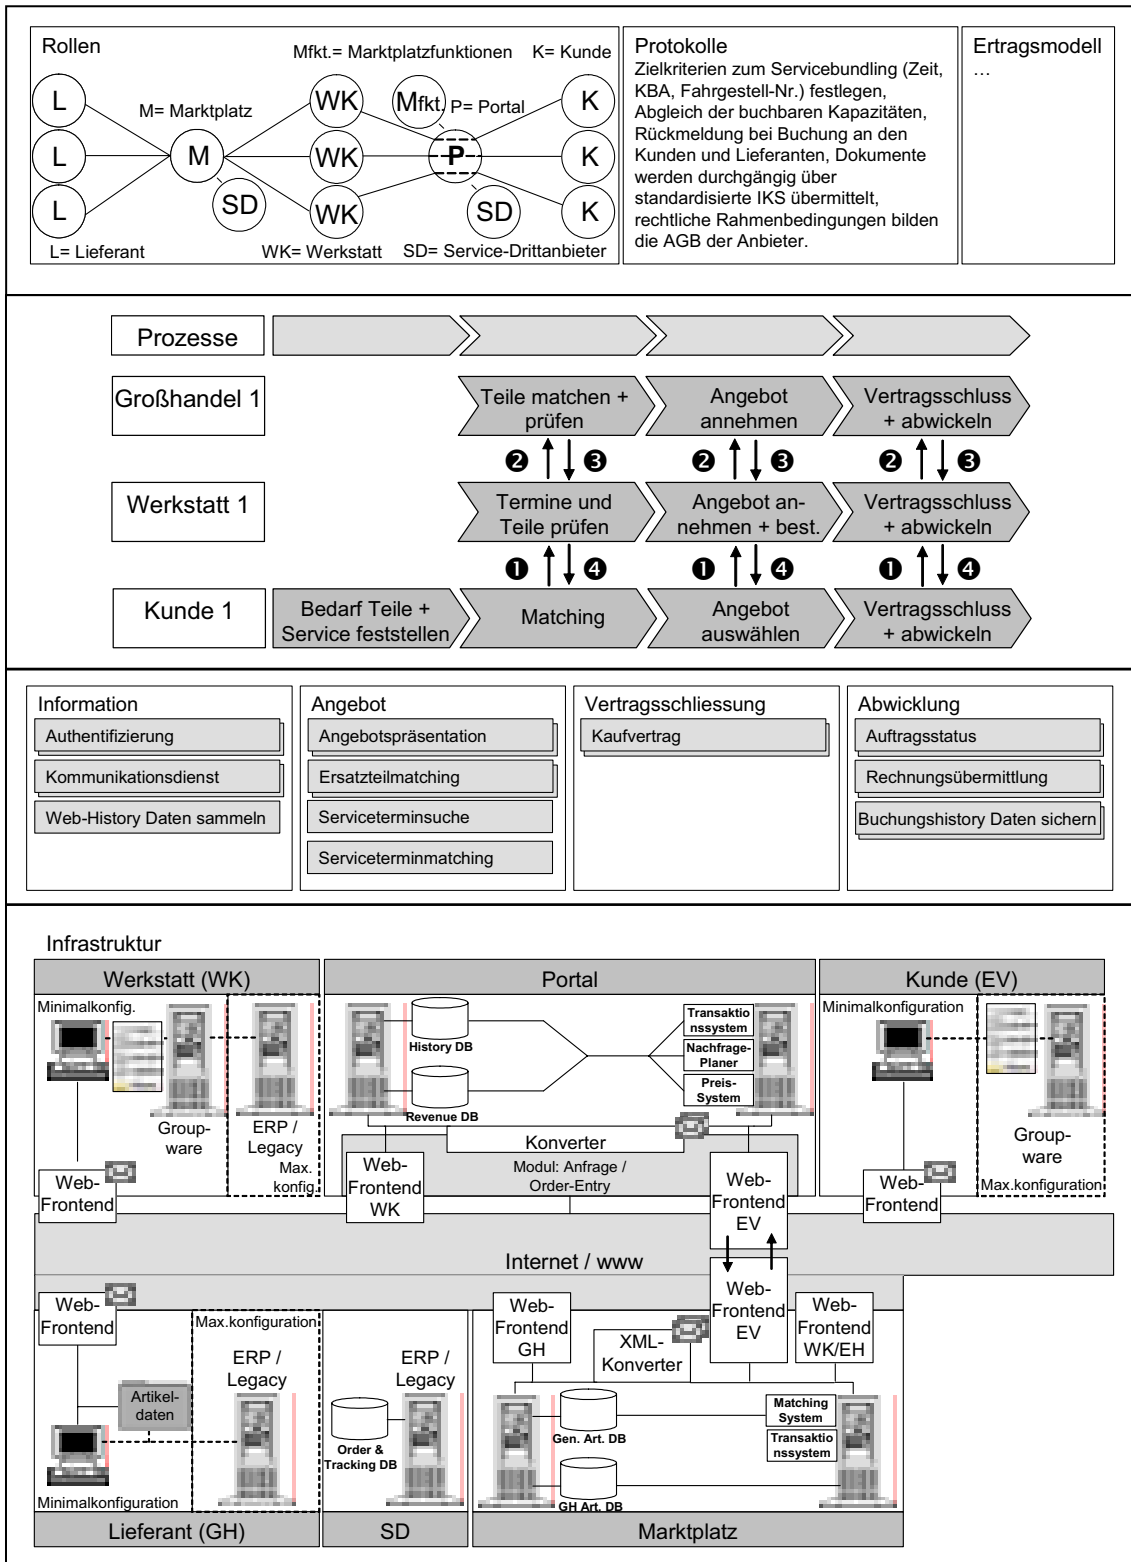 Rollen
Mfkt.= Marktplatzfunktionen
K= Kunde
M= Marktplatz
P= Portal
L
L
L
M
SD
WK
WK
WK
Mfkt.
P
SD
K
K
K
L= Lieferant
WK= Werkstatt
SD= Service-Drittanbieter
Protokolle
Zielkriterien zum Servicebundling (Zeit,
KBA, Fahrgestell-Nr.) festlegen,
Abgleich der buchbaren Kapazitäten,
Rückmeldung bei Buchung an den
Kunden und Lieferanten, Dokumente
werden durchgängig über
standardisierte IKS übermittelt,
rechtliche Rahmenbedingungen bilden
die AGB der Anbieter.
Ertragsmodell
…
Prozesse
Großhandel 1
Teile matchen +
prüfen
Angebot
annehmen
Vertragsschluss
+ abwickeln
❷ ❸ ❷ ❸ ❷ ❸
Werkstatt 1
Termine und
Teile prüfen
Angebot an-
nehmen + best.
Vertragsschluss
+ abwickeln
❶ ❹ ❶ ❹ ❶ ❹
Kunde 1
Bedarf Teile +
Service feststellen
Matching
Angebot
auswählen
Vertragsschluss
+ abwickeln
Information
Authentifizierung
Kommunikationsdienst
Web-History Daten sammeln
Angebot
Angebotspräsentation
Ersatzteilmatching
Serviceterminsuche
Serviceterminmatching
Vertragsschliessung
Kaufvertrag
Abwicklung
Auftragsstatus
Rechnungsübermittlung
Buchungshistory Daten sichern
Infrastruktur
Werkstatt (WK)
Minimalkonfig.
Group-
ware
ERP /
Legacy
Max.
konfig.
Web-
Frontend
Portal
History DB
Revenue DB
Transaktio
nssystem
Nachfrage-
Planer
Preis-
System
Konverter
Modul: Anfrage /
Order-Entry
Web-
Frontend
WK
Web-
Frontend
EV
Kunde (EV)
Minimalkonfiguration
Group-
ware
Max.konfiguration
Web-
Frontend
Internet / www
Web-
Frontend
Max.konfiguration
ERP /
Legacy
Artikel-
daten
Minimalkonfiguration
Lieferant (GH)
ERP /
Legacy
Order &
Tracking DB
SD
Web-
Frontend
GH
XML-
Konverter
Web-
Frontend
EV
Web-
Frontend
WK/EH
Gen. Art. DB
GH Art. DB
Matching
System
Transaktio
nssystem
Marktplatz